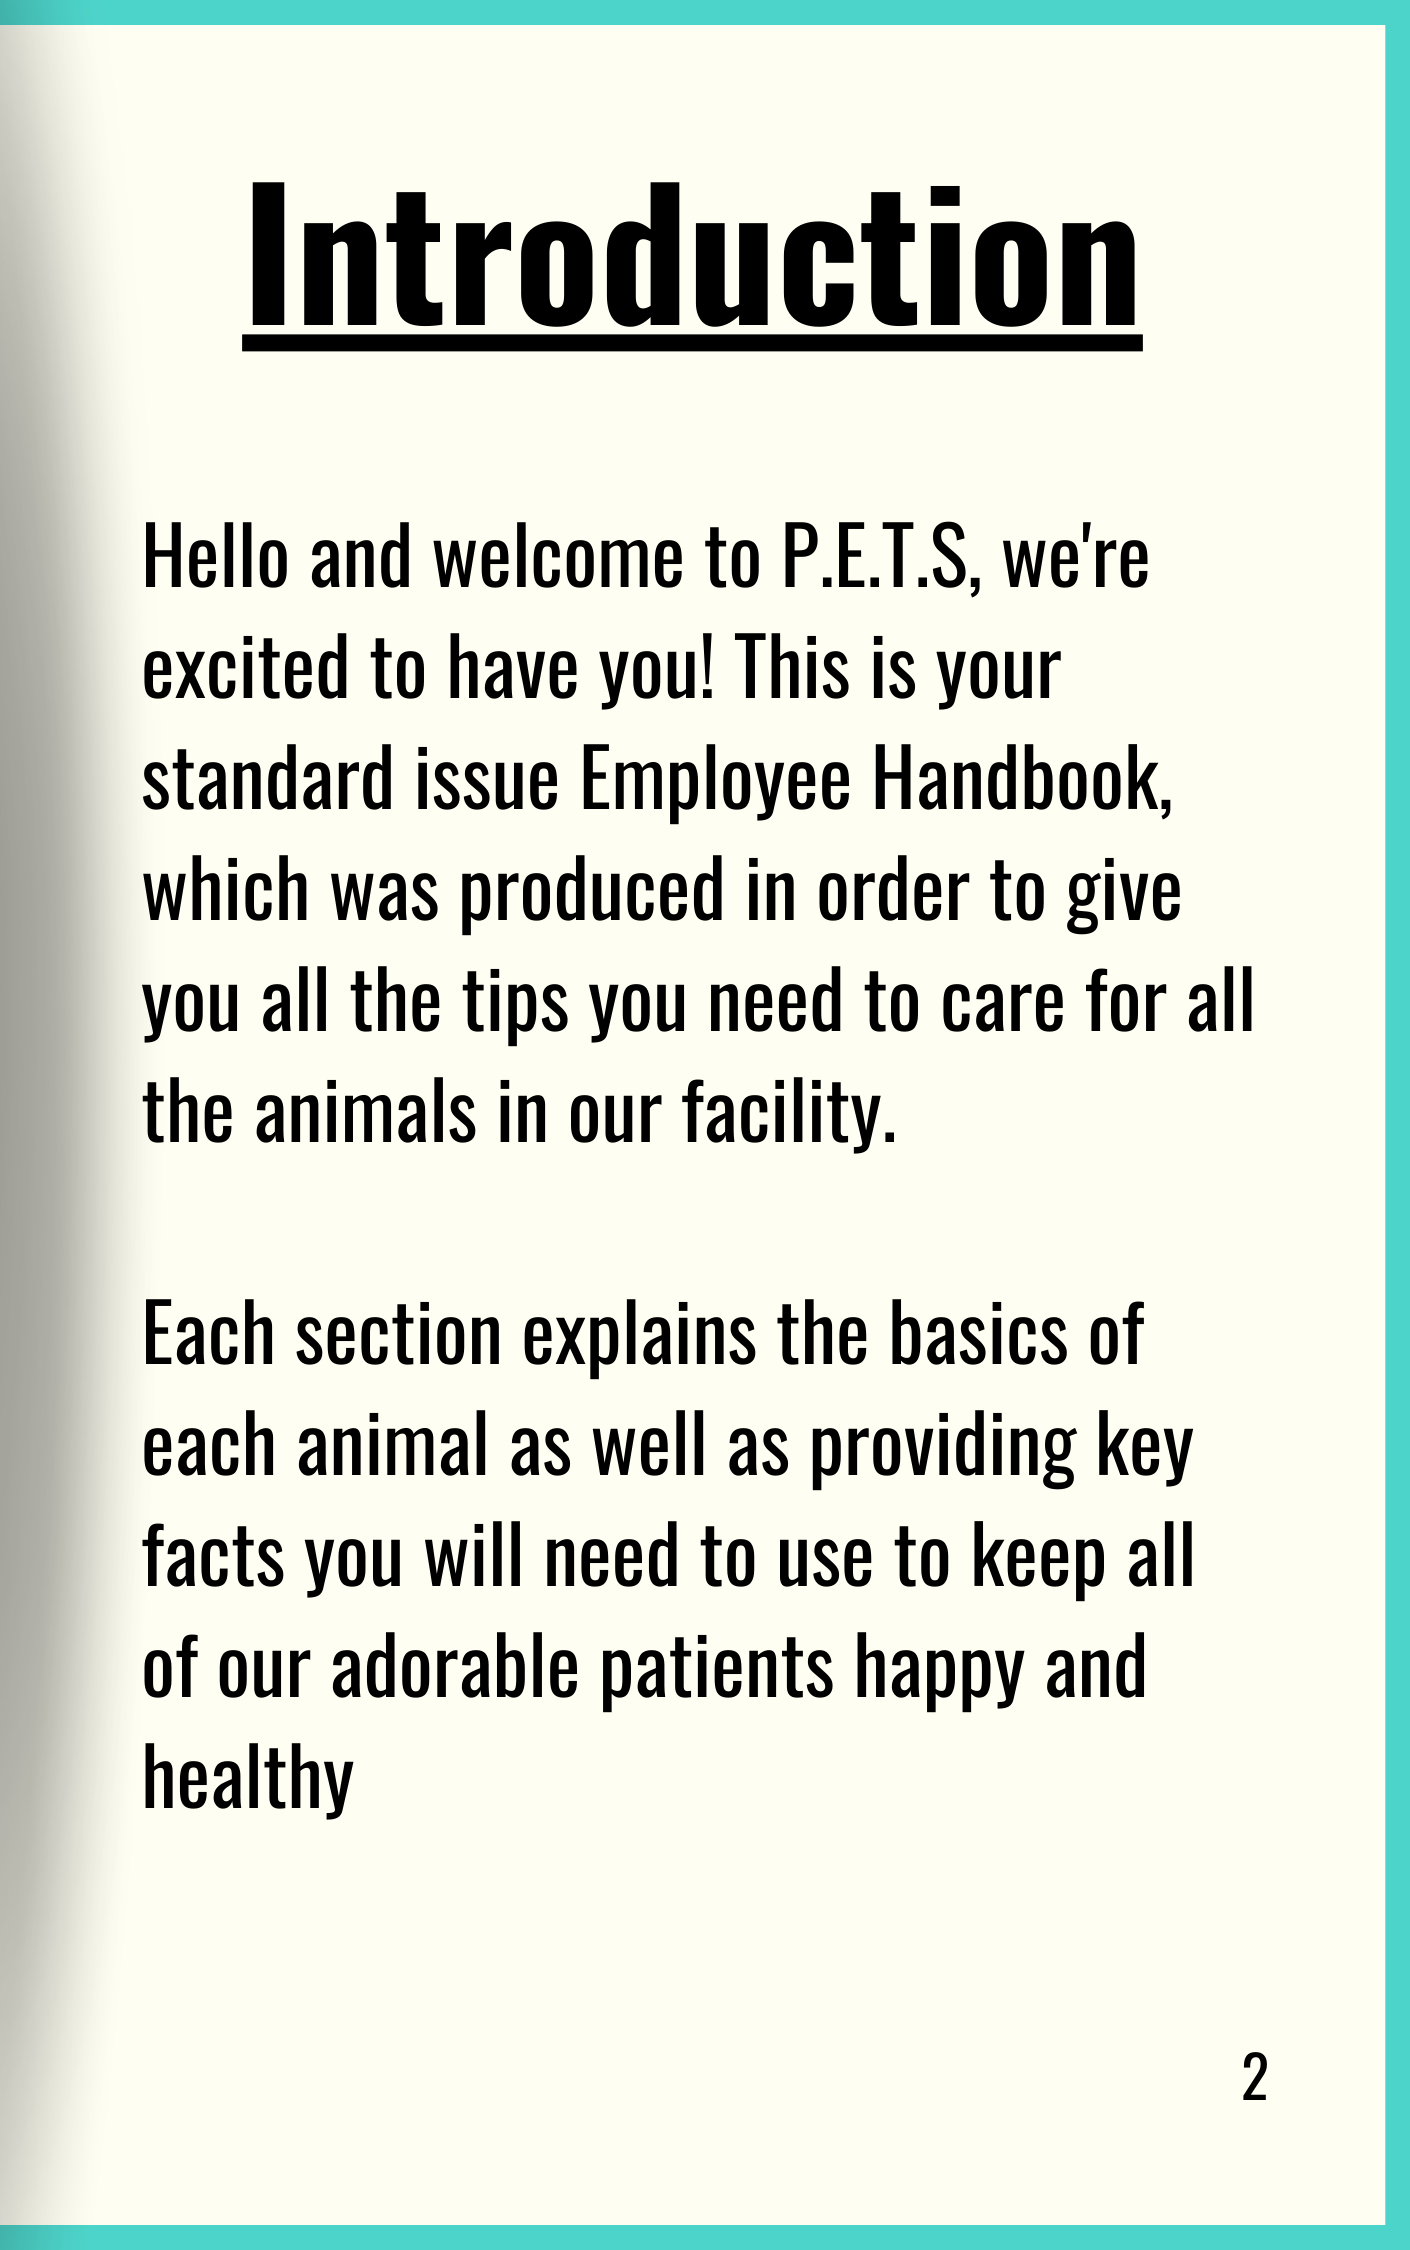 Introduction
Hello and welcome to P.E.T.S, we're
excited to have you! This is your
standard issue Employee Handbook,
which was produced in order to give
you all the tips you need to care for all
the animals in our facility.
Each section explains the basics of
each animal as well as providing key
facts you will need to use to keep all
of our adorable patients happy and
healthy
2